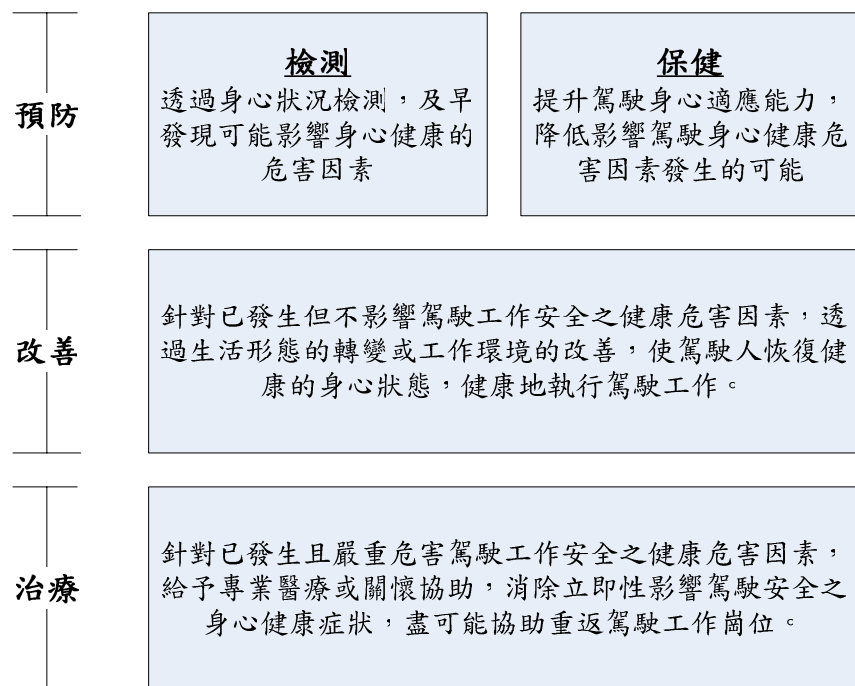 預防
檢測
透過身心狀況檢測，及早
發現可能影響身心健康的
危害因素
保健
提升駕駛身心適應能力，
降低影響駕駛身心健康危
害因素發生的可能
改善
針對已發生但不影響駕駛工作安全之健康危害因素，透
過生活形態的轉變或工作環境的改善，使駕駛人恢復健
康的身心狀態，健康地執行駕駛工作。
治療
針對已發生且嚴重危害駕駛工作安全之健康危害因素，
給予專業醫療或關懷協助，消除立即性影響駕駛安全之
身心健康症狀，盡可能協助重返駕駛工作崗位。